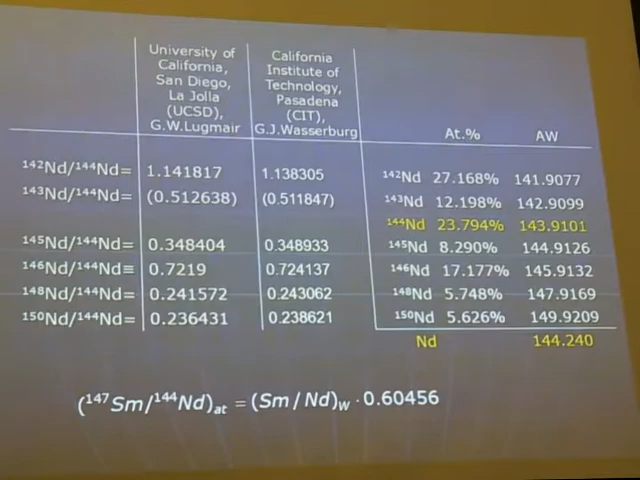 University of
California,
San Diego,
La Jolla
(UCSD),
G.W.Lugmair
California
Institute of
Technology,
Pasadena
(CIT),
G.J.Wasserburg
At.% AW
¹⁴²Nd/¹⁴⁴Nd= 1.141817 1.138305
¹⁴³Nd/¹⁴⁴Nd= (0.512638) (0.511847)
¹⁴⁵Nd/¹⁴⁴Nd= 0.348404 0.348933
¹⁴⁶Nd/¹⁴⁴Nd≡ 0.7219 0.724137
¹⁴⁸Nd/¹⁴⁴Nd= 0.241572 0.243062
¹⁵⁰Nd/¹⁴⁴Nd= 0.236431 0.238621
¹⁴²Nd 27.168% 141.9077
¹⁴³Nd 12.198% 142.9099
¹⁴⁴Nd 23.794% 143.9101
¹⁴⁵Nd 8.290% 144.9126
¹⁴⁶Nd 17.177% 145.9132
¹⁴⁸Nd 5.748% 147.9169
¹⁵⁰Nd 5.626% 149.9209
Nd 144.240
(¹⁴⁷Sm/¹⁴⁴Nd)at = (Sm/Nd)W · 0.60456